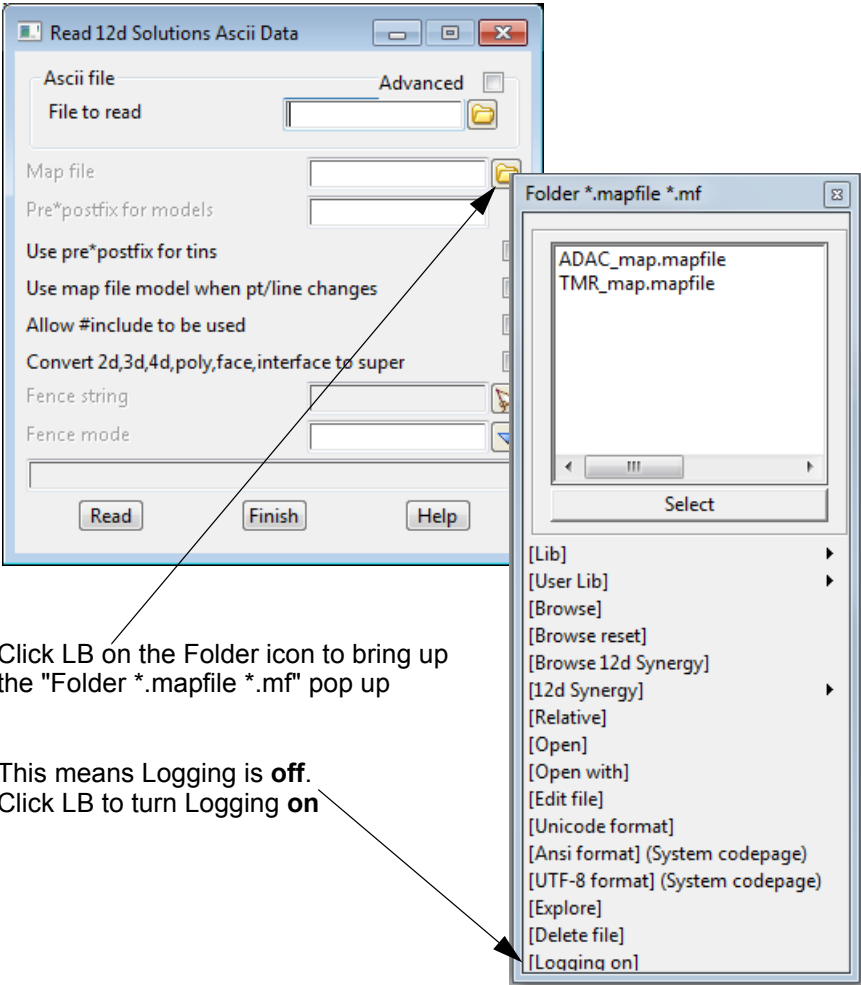 Read 12d Solutions Ascii Data
Ascii file
Advanced
File to read
Map file
Pre*postfix for models
Use pre*postfix for tins
Use map file model when pt/line changes
Allow #include to be used
Convert 2d,3d,4d,poly,face,interface to super
Fence string
Fence mode
Read Finish Help
Folder *.mapfile *.mf
ADAC_map.mapfile
TMR_map.mapfile
Select
[Lib]
[User Lib]
[Browse]
[Browse reset]
[Browse 12d Synergy]
[12d Synergy]
[Relative]
[Open]
[Open with]
[Edit file]
[Unicode format]
[Ansi format] (System codepage)
[UTF-8 format] (System codepage)
[Explore]
[Delete file]
[Logging on]
Click LB on the Folder icon to bring up
the "Folder *.mapfile *.mf" pop up
This means Logging is off.
Click LB to turn Logging on